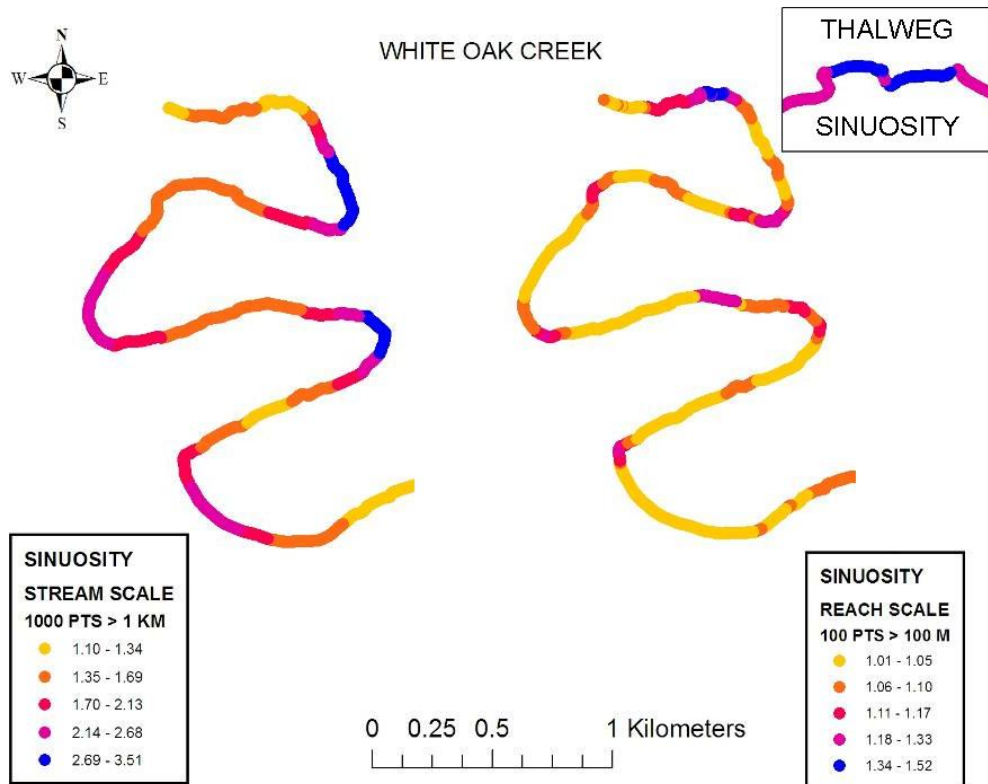 N
W E
S
WHITE OAK CREEK
THALWEG
SINUOSITY
SINUOSITY
STREAM SCALE
1000 PTS > 1 KM
1.10 - 1.34
1.35 - 1.69
1.70 - 2.13
2.14 - 2.68
2.69 - 3.51
0 0.25 0.5 1 Kilometers
SINUOSITY
REACH SCALE
100 PTS > 100 M
1.01 - 1.05
1.06 - 1.10
1.11 - 1.17
1.18 - 1.33
1.34 - 1.52